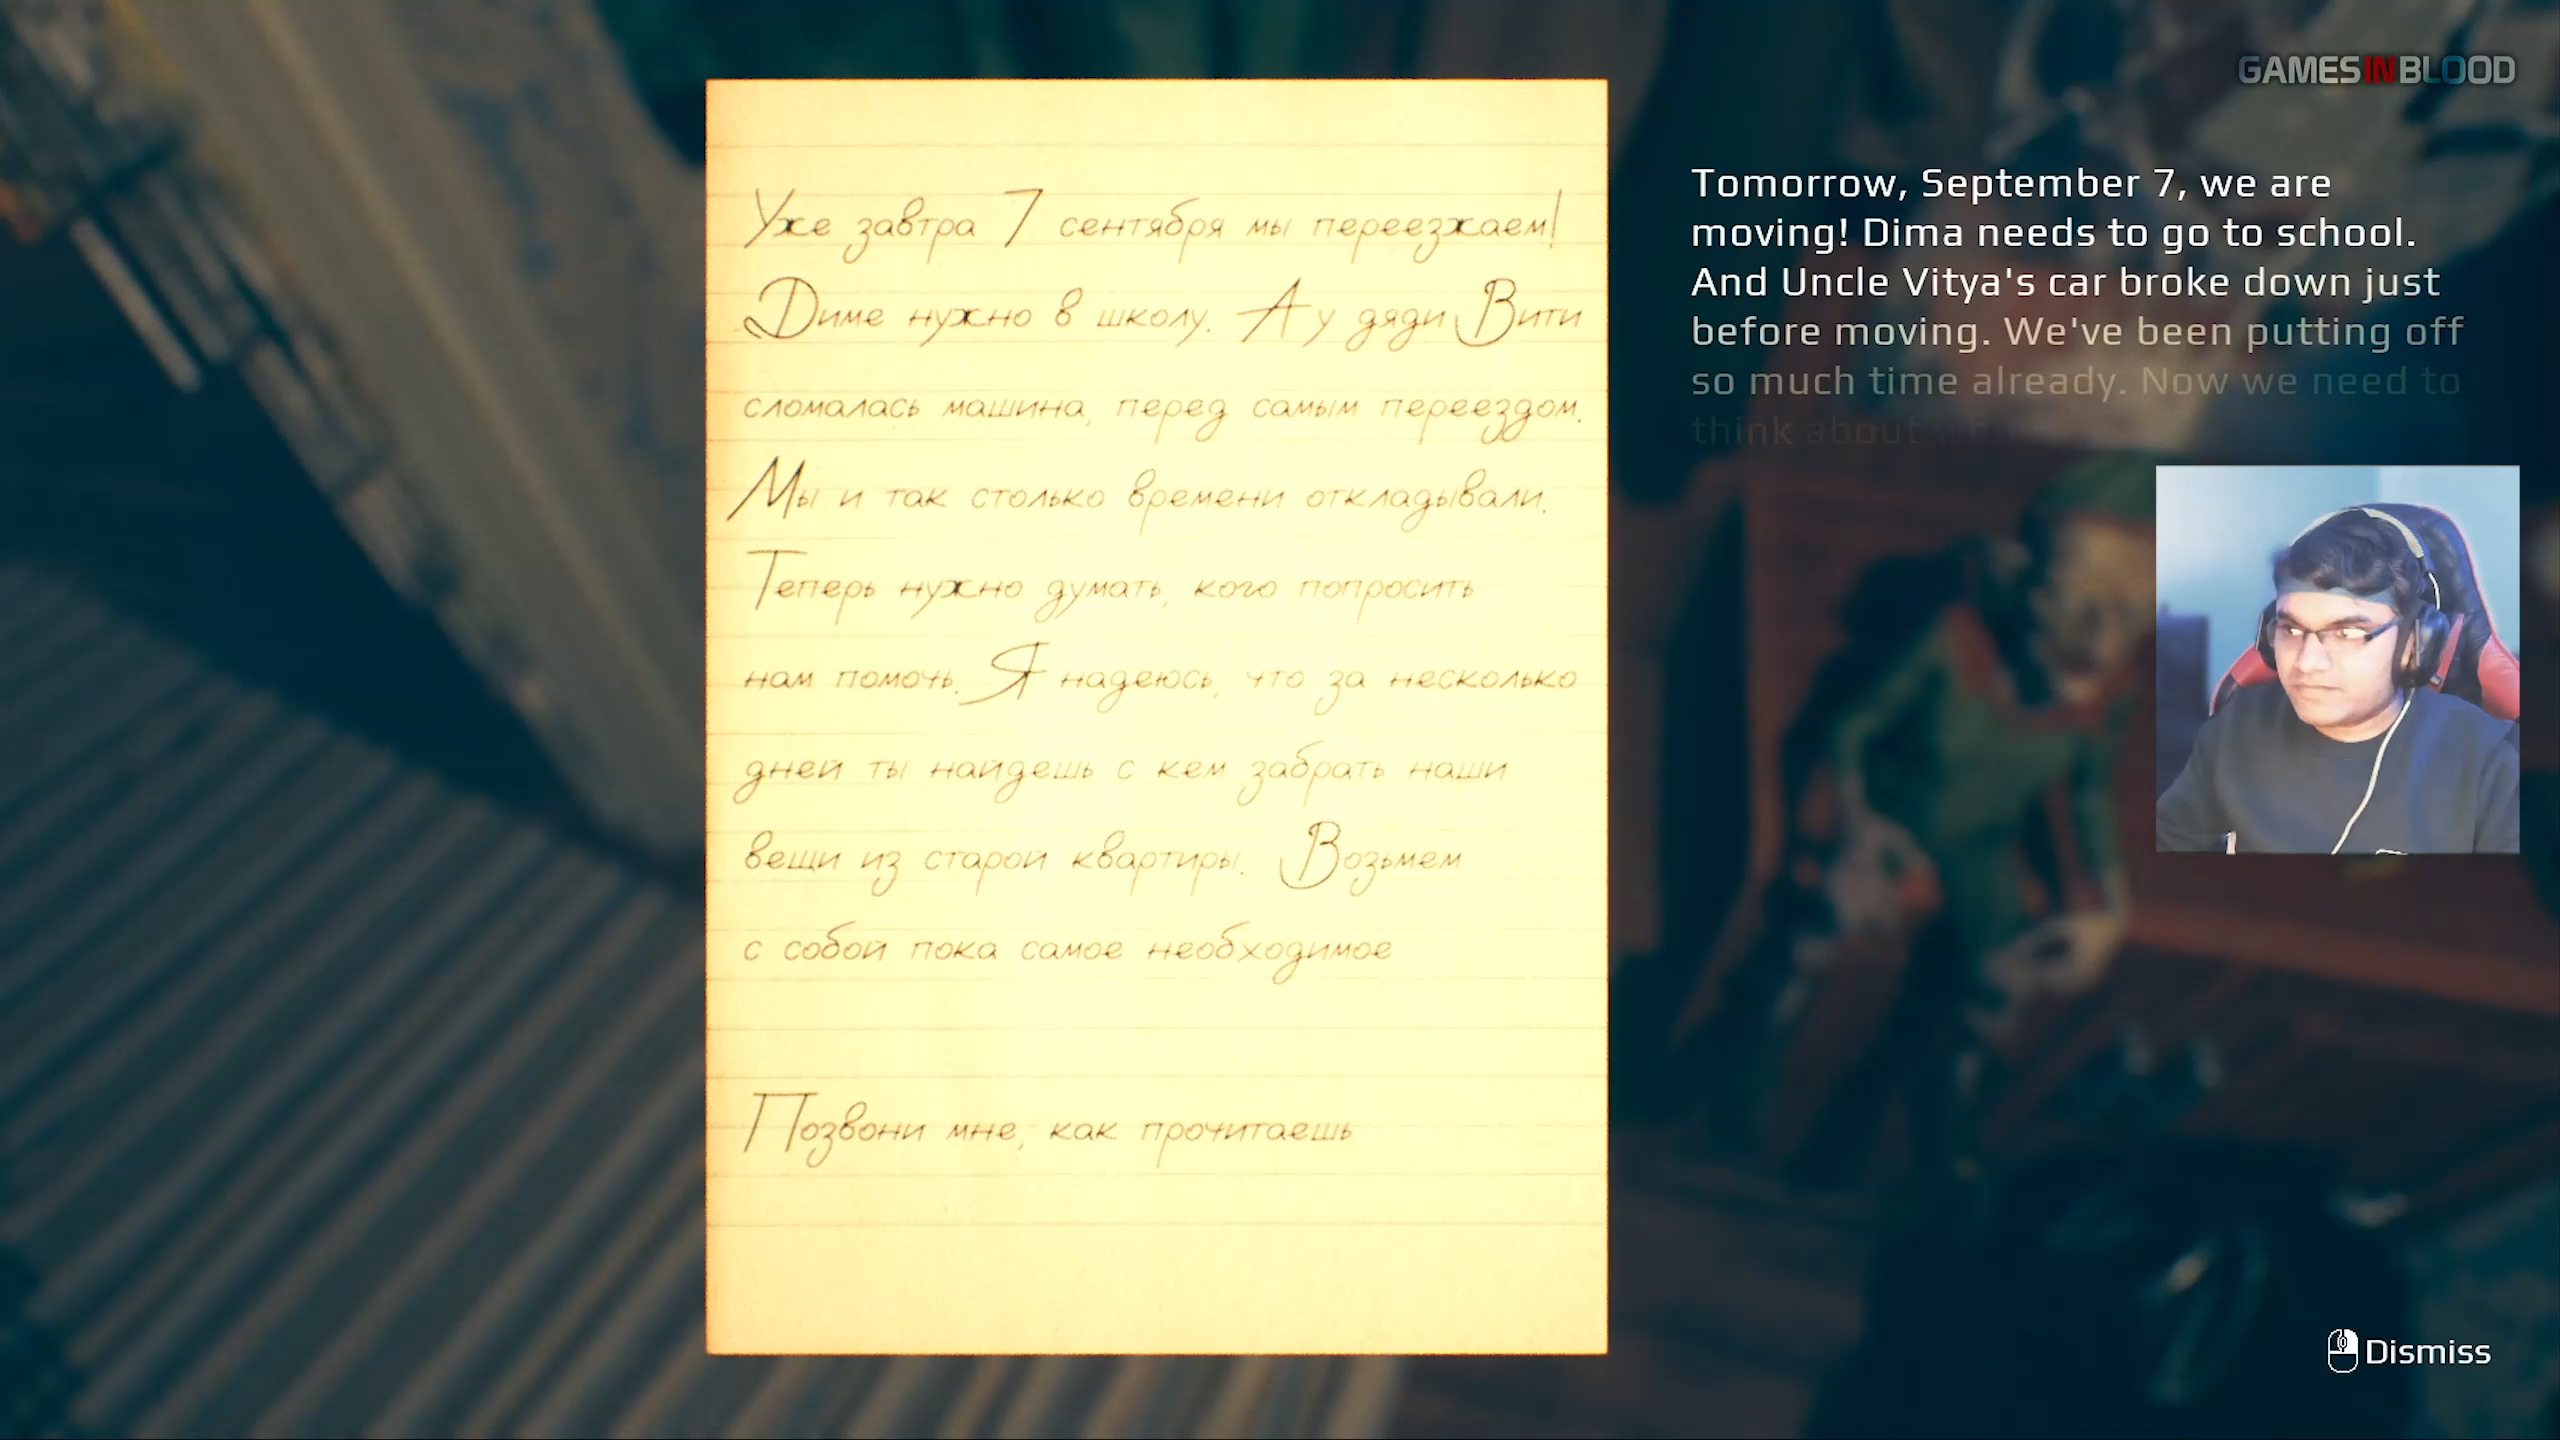 GAMESINBLOOD
Уже завтра 7 сентября мы переезжаем!
Диме нужно в школу. А у дяди Вити
сломалась машина, перед самым переездом.
Мы и так столько времени откладывали.
Теперь нужно думать, кого попросить
нам помочь. Я надеюсь, что за несколько
дней ты найдешь с кем забрать наши
вещи из старой квартиры. Возьмем
с собой пока самое необходимое
Позвони мне, как прочитаешь
Tomorrow, September 7, we are
moving! Dima needs to go to school.
And Uncle Vitya's car broke down just
before moving. We've been putting off
so much time already. Now we need to
think about
Dismiss